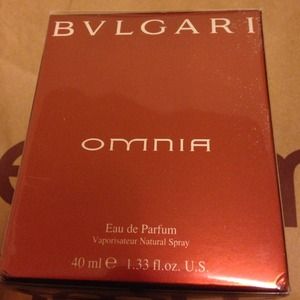 BVLGARI
OMNIA
Eau de Parfum
Vaporisateur Natural Spray
40 ml ℮ 1.33 fl.oz. U.S.